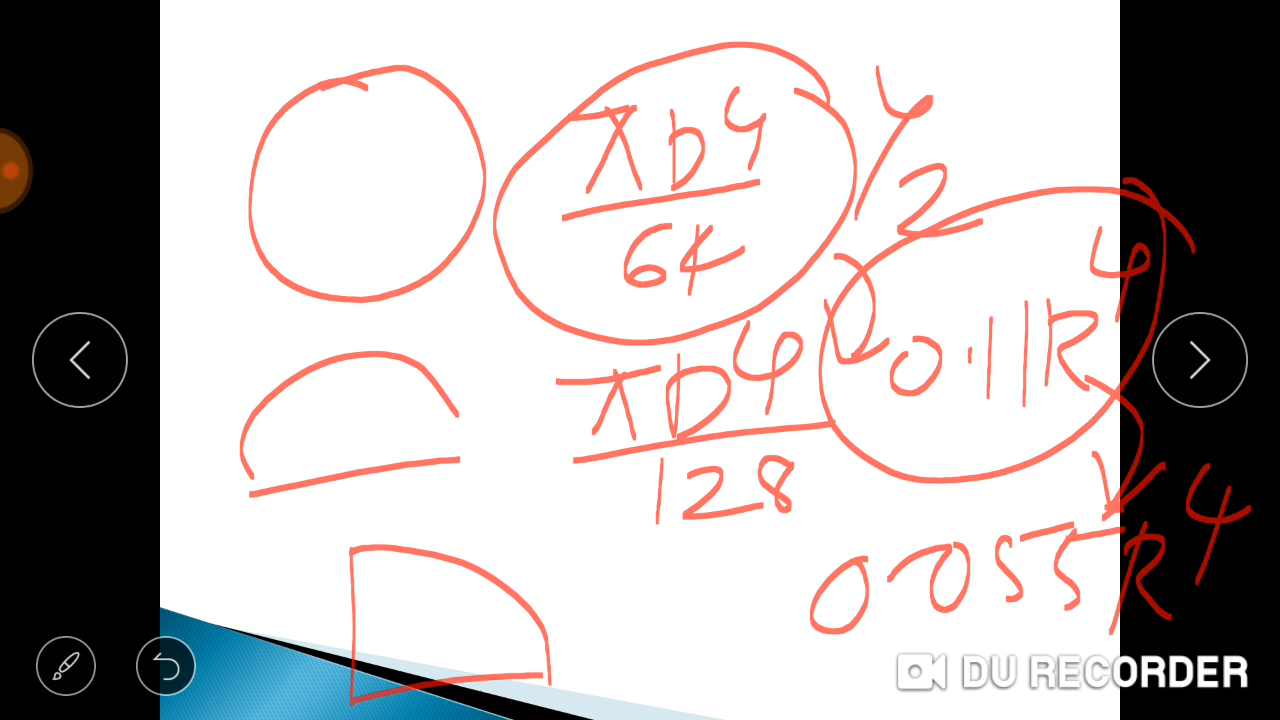 πD4
64
/2
πD4
128
0.11R4
0.055R4
DU RECORDER